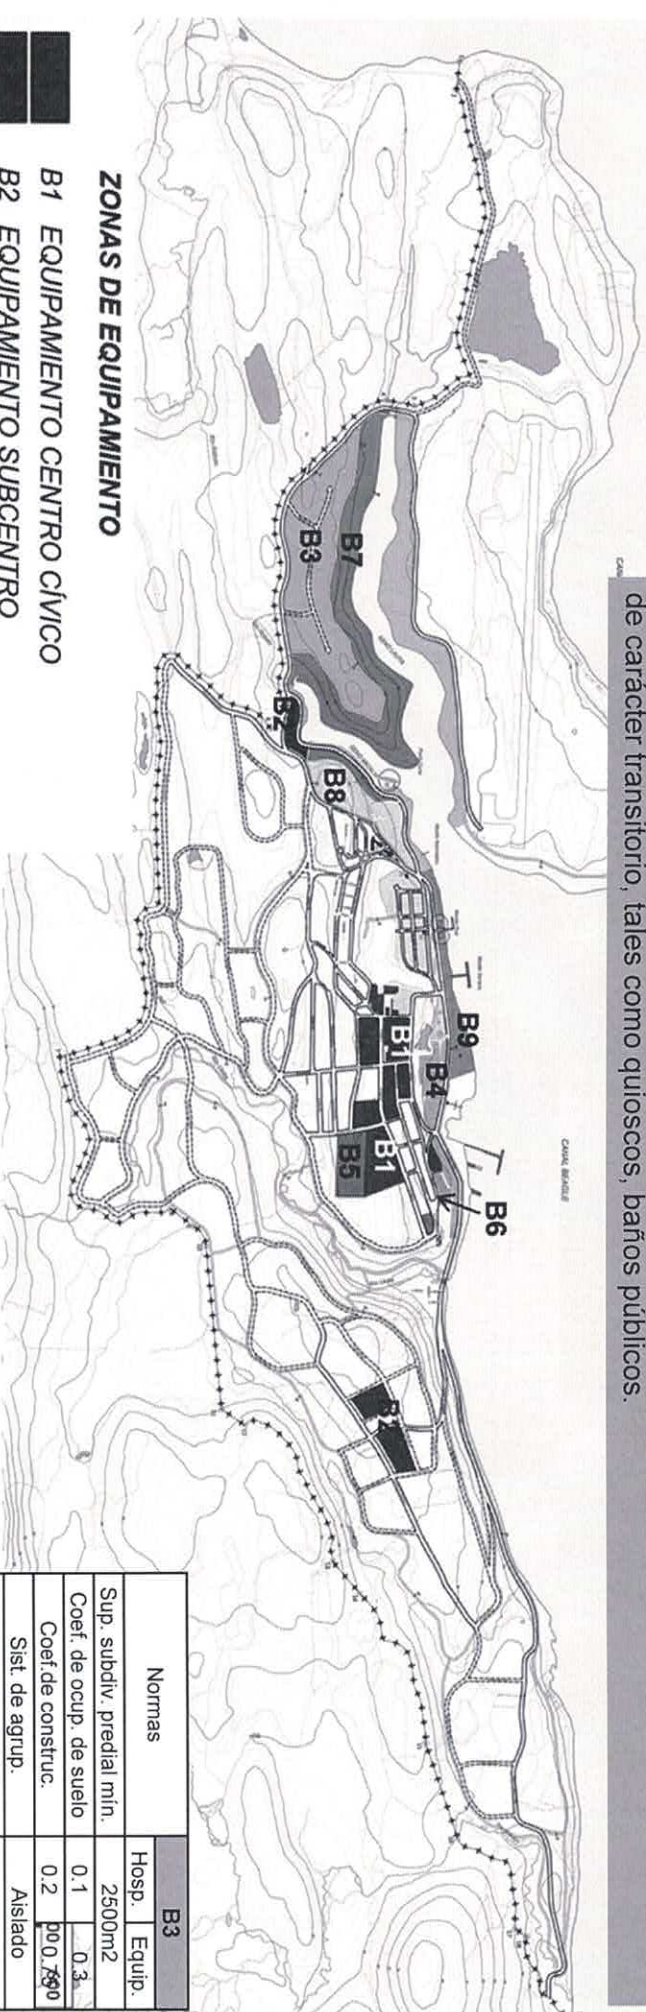 de carácter transitorio, tales como quioscos, baños públicos.
CANAL BEAGLE
B7
B3
B2
B8
B9
B1
B4
B1
B5
B6
B2
ZONAS DE EQUIPAMIENTO
B1 EQUIPAMIENTO CENTRO CÍVICO
B2 EQUIPAMIENTO SUBCENTRO
Normas B3
Hosp. Equip.
Sup. subdiv. predial mín. 2500m2
Coef. de ocup. de suelo 0.1 0.3
Coef.de construc. 0.2
Sist. de agrup. Aislado